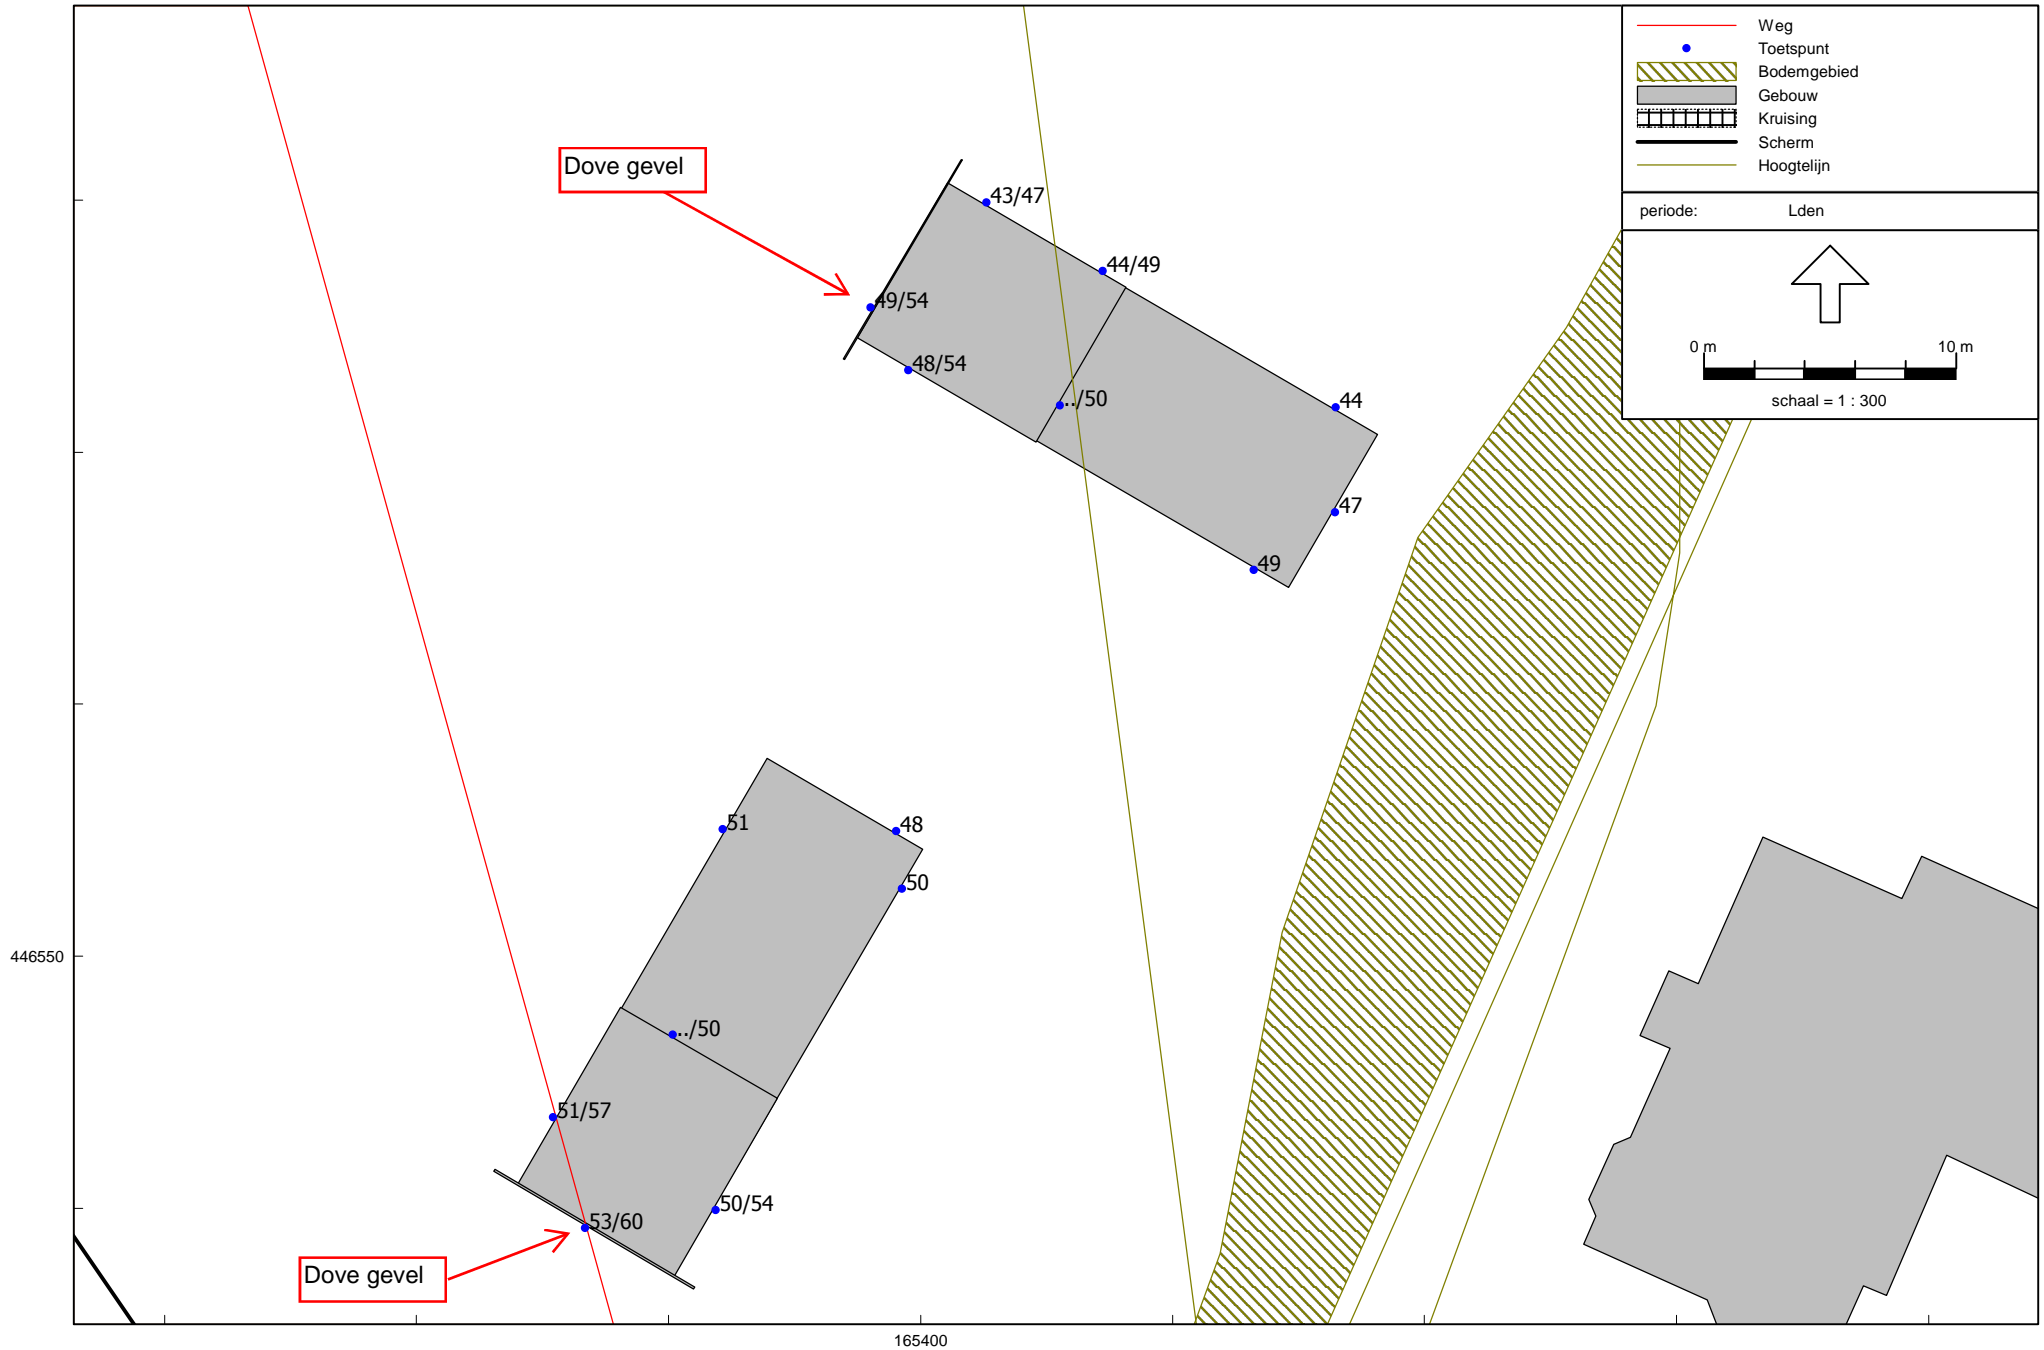 Weg
Toetspunt
Bodemgebied
Gebouw
Kruising
Scherm
Hoogtelijn
periode: Lden
0 m 10 m
schaal = 1 : 300
Dove gevel
43/47
44/49
49/54
48/54
../50
44
47
49
51
48
50
../50
51/57
50/54
53/60
Dove gevel
446550
165400